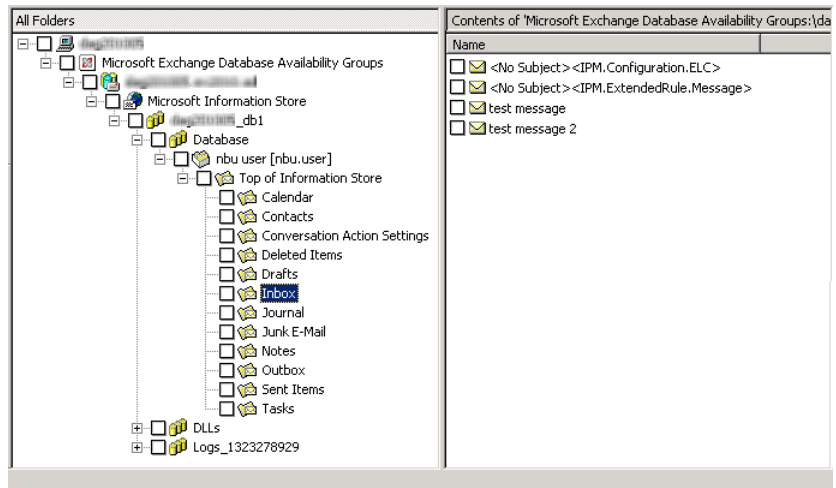 All Folders
Microsoft Exchange Database Availability Groups
Microsoft Information Store
_db1
Database
nbu user [nbu.user]
Top of Information Store
Calendar
Contacts
Conversation Action Settings
Deleted Items
Drafts
Inbox
Journal
Junk E-Mail
Notes
Outbox
Sent Items
Tasks
DLLs
Logs_1323278929
Contents of 'Microsoft Exchange Database Availability Groups:\da
Name
<No Subject><IPM.Configuration.ELC>
<No Subject><IPM.ExtendedRule.Message>
test message
test message 2